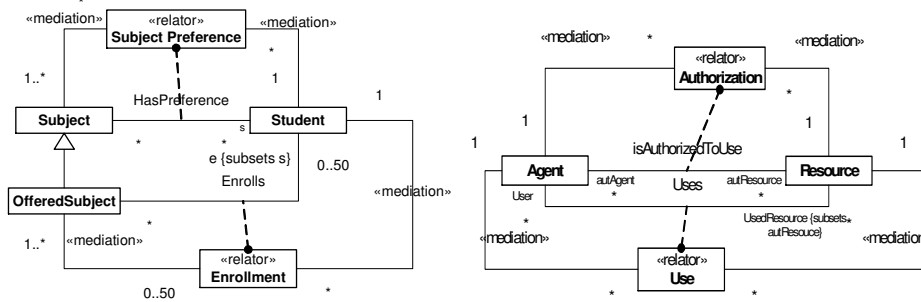 «mediation»
«relator»
Subject Preference
«mediation»
*
1..*
1
HasPreference
1
Subject
Student
s
*
*
e {subsets s}
Enrolls
0..50
«mediation»
OfferedSubject
*
1..*
«mediation»
«relator»
Enrollment
0..50
*
«mediation»
*
«mediation»
«relator»
Authorization
*
1
1
1
1
isAuthorizedToUse
Agent
Resource
User
autAgent
Uses
autResource
*
*
UsedResource {subsets
autResouce}
*
*
«mediation»
«mediation
«relator»
Use
*
*